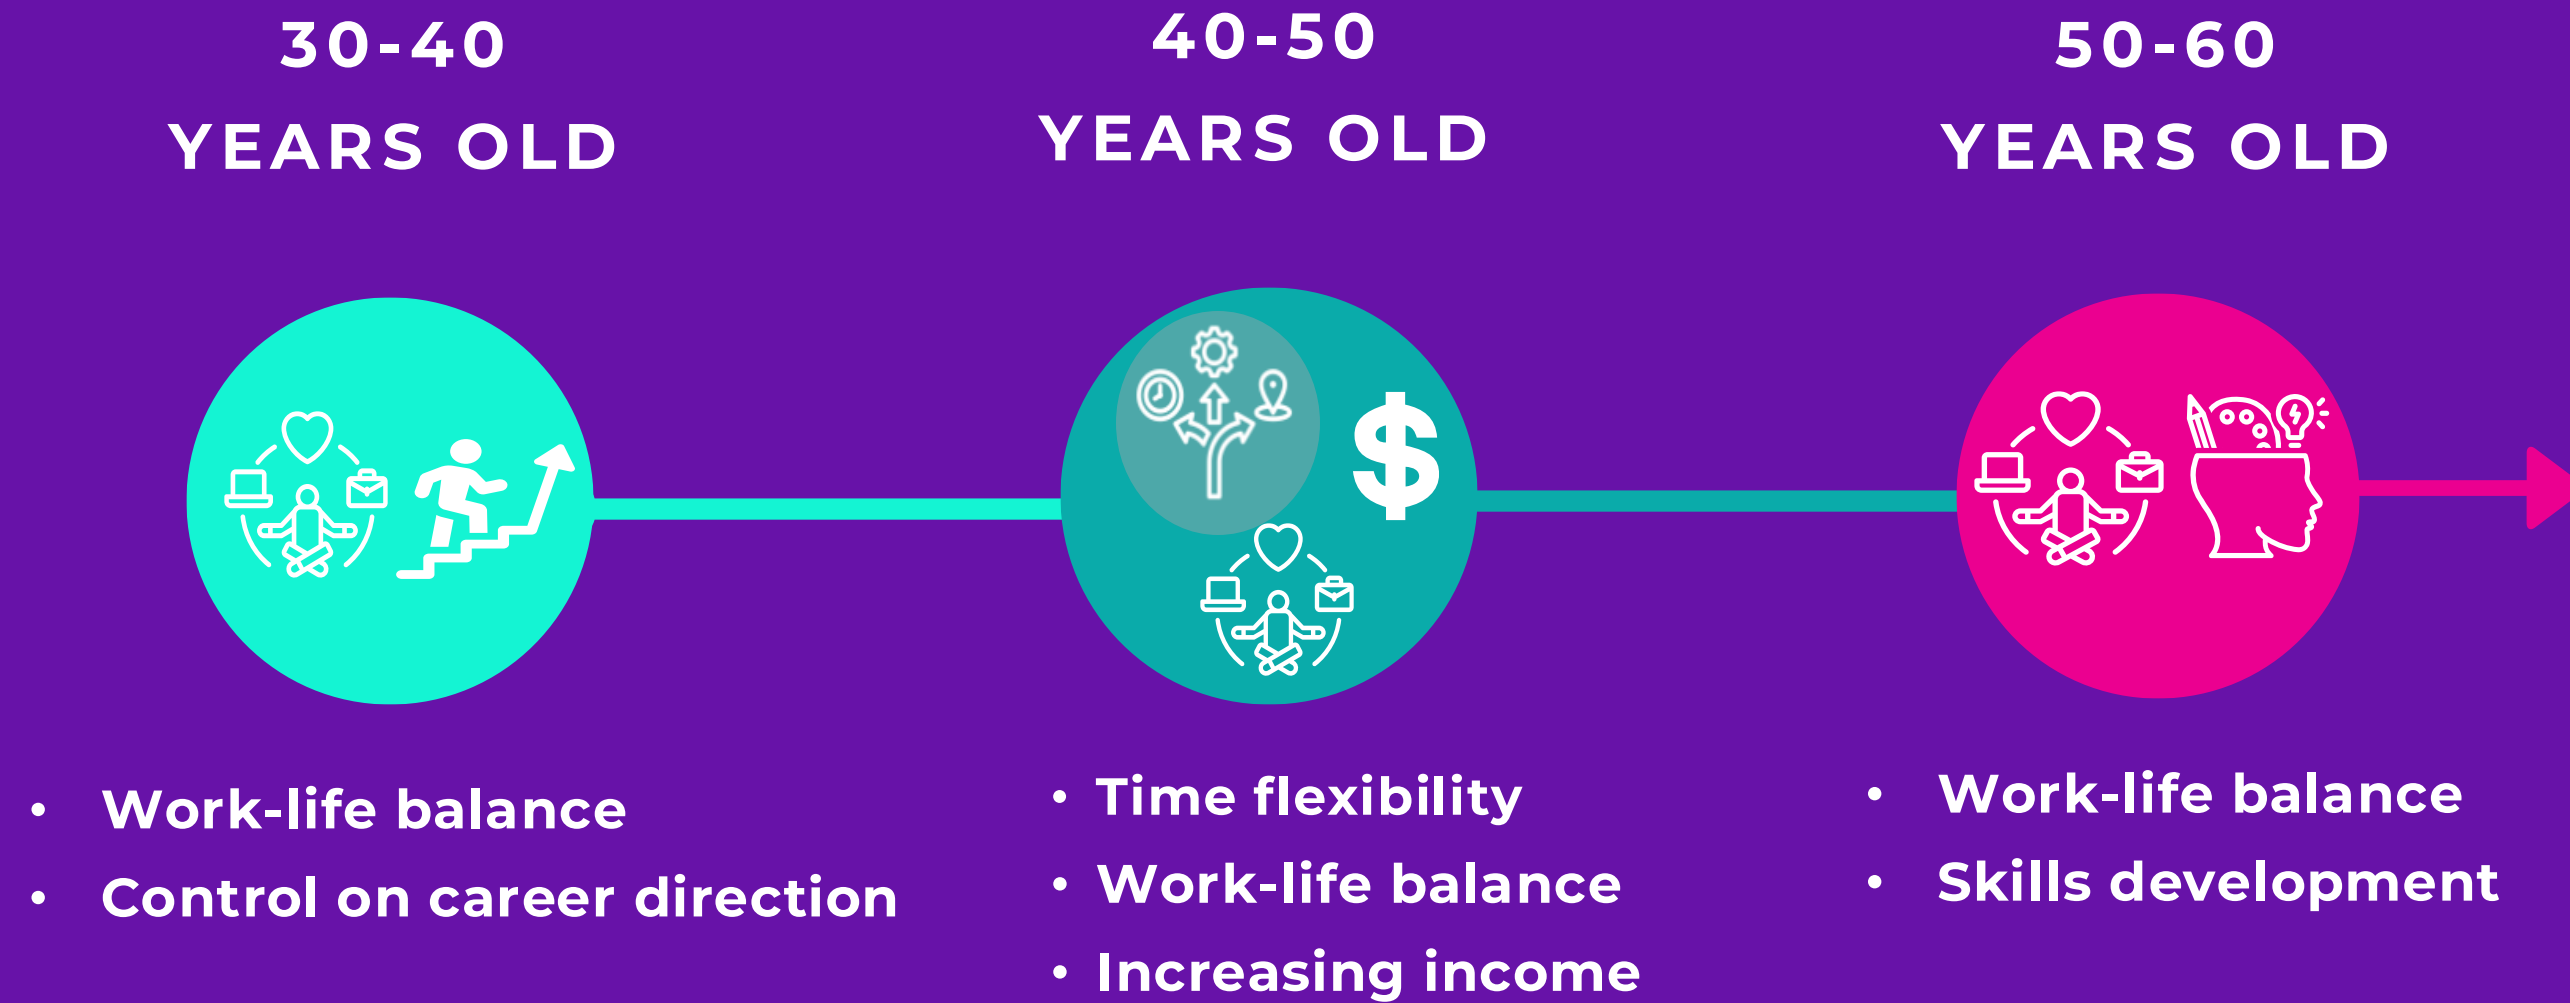 30-40
YEARS OLD
40-50
YEARS OLD
50-60
YEARS OLD
$
• Work-life balance
• Control on career direction
• Time flexibility
• Work-life balance
• Increasing income
• Work-life balance
• Skills development